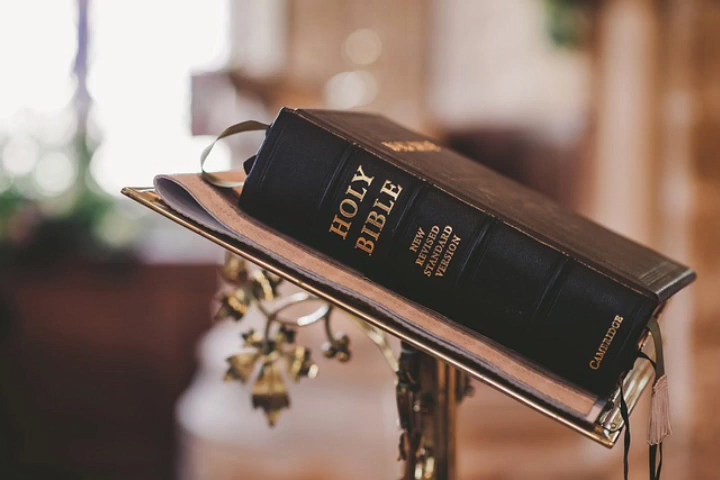 HOLY
BIBLE
NEW
REVISED
STANDARD
VERSION
CAMBRIDGE